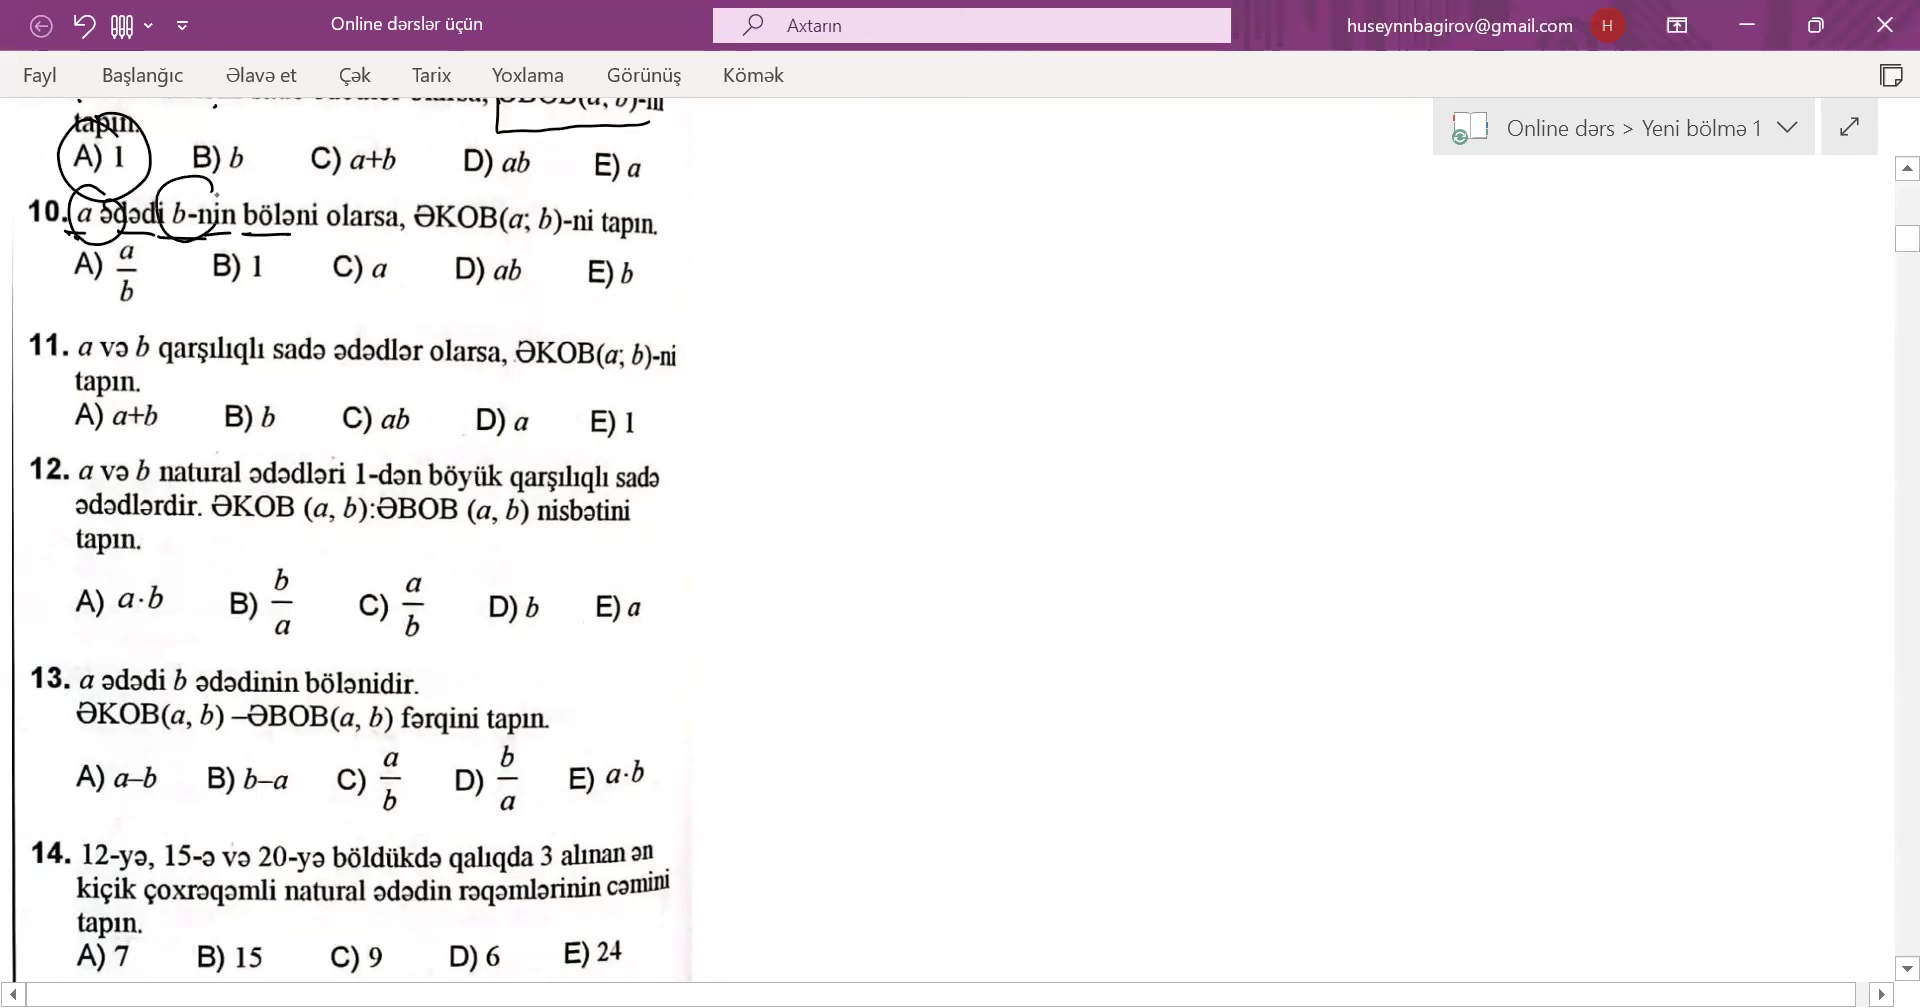 Online dərslər üçün
Axtarın
huseynnbagirov@gmail.com
H
Fayl Başlanğıc Əlavə et Çək Tarix Yoxlama Görünüş Kömək
Online dərs > Yeni bölmə 1
ƏBOB(a, b)-ni
tapın.
A) 1 B) b C) a+b D) ab E) a
10. a ədədi b-nin böləni olarsa, ƏKOB(a; b)-ni tapın.
A) a/b B) 1 C) a D) ab E) b
11. a və b qarşılıqlı sadə ədədlər olarsa, ƏKOB(a; b)-ni
tapın.
A) a+b B) b C) ab D) a E) 1
12. a və b natural ədədləri 1-dən böyük qarşılıqlı sadə
ədədlərdir. ƏKOB (a, b):ƏBOB (a, b) nisbətini
tapın.
A) a·b B) b/a C) a/b D) b E) a
13. a ədədi b ədədinin bölənidir.
ƏKOB(a, b) –ƏBOB(a, b) fərqini tapın.
A) a–b B) b–a C) a/b D) b/a E) a·b
14. 12-yə, 15-ə və 20-yə böldükdə qalıqda 3 alınan ən
kiçik çoxrəqəmli natural ədədin rəqəmlərinin cəmini
tapın.
A) 7 B) 15 C) 9 D) 6 E) 24